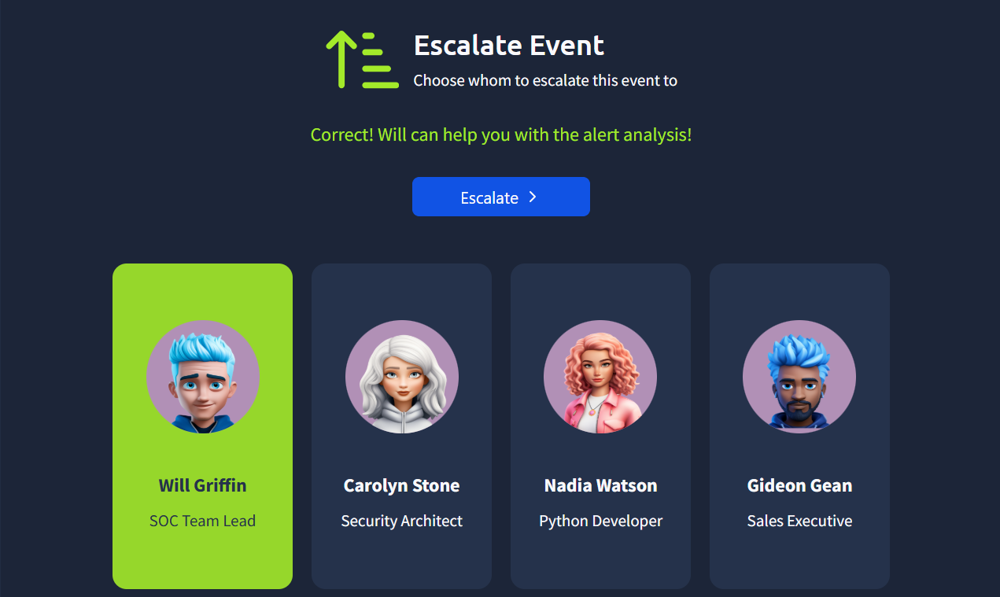 Escalate Event
Choose whom to escalate this event to
Correct! Will can help you with the alert analysis!
Escalate
Will Griffin
SOC Team Lead
Carolyn Stone
Security Architect
Nadia Watson
Python Developer
Gideon Gean
Sales Executive